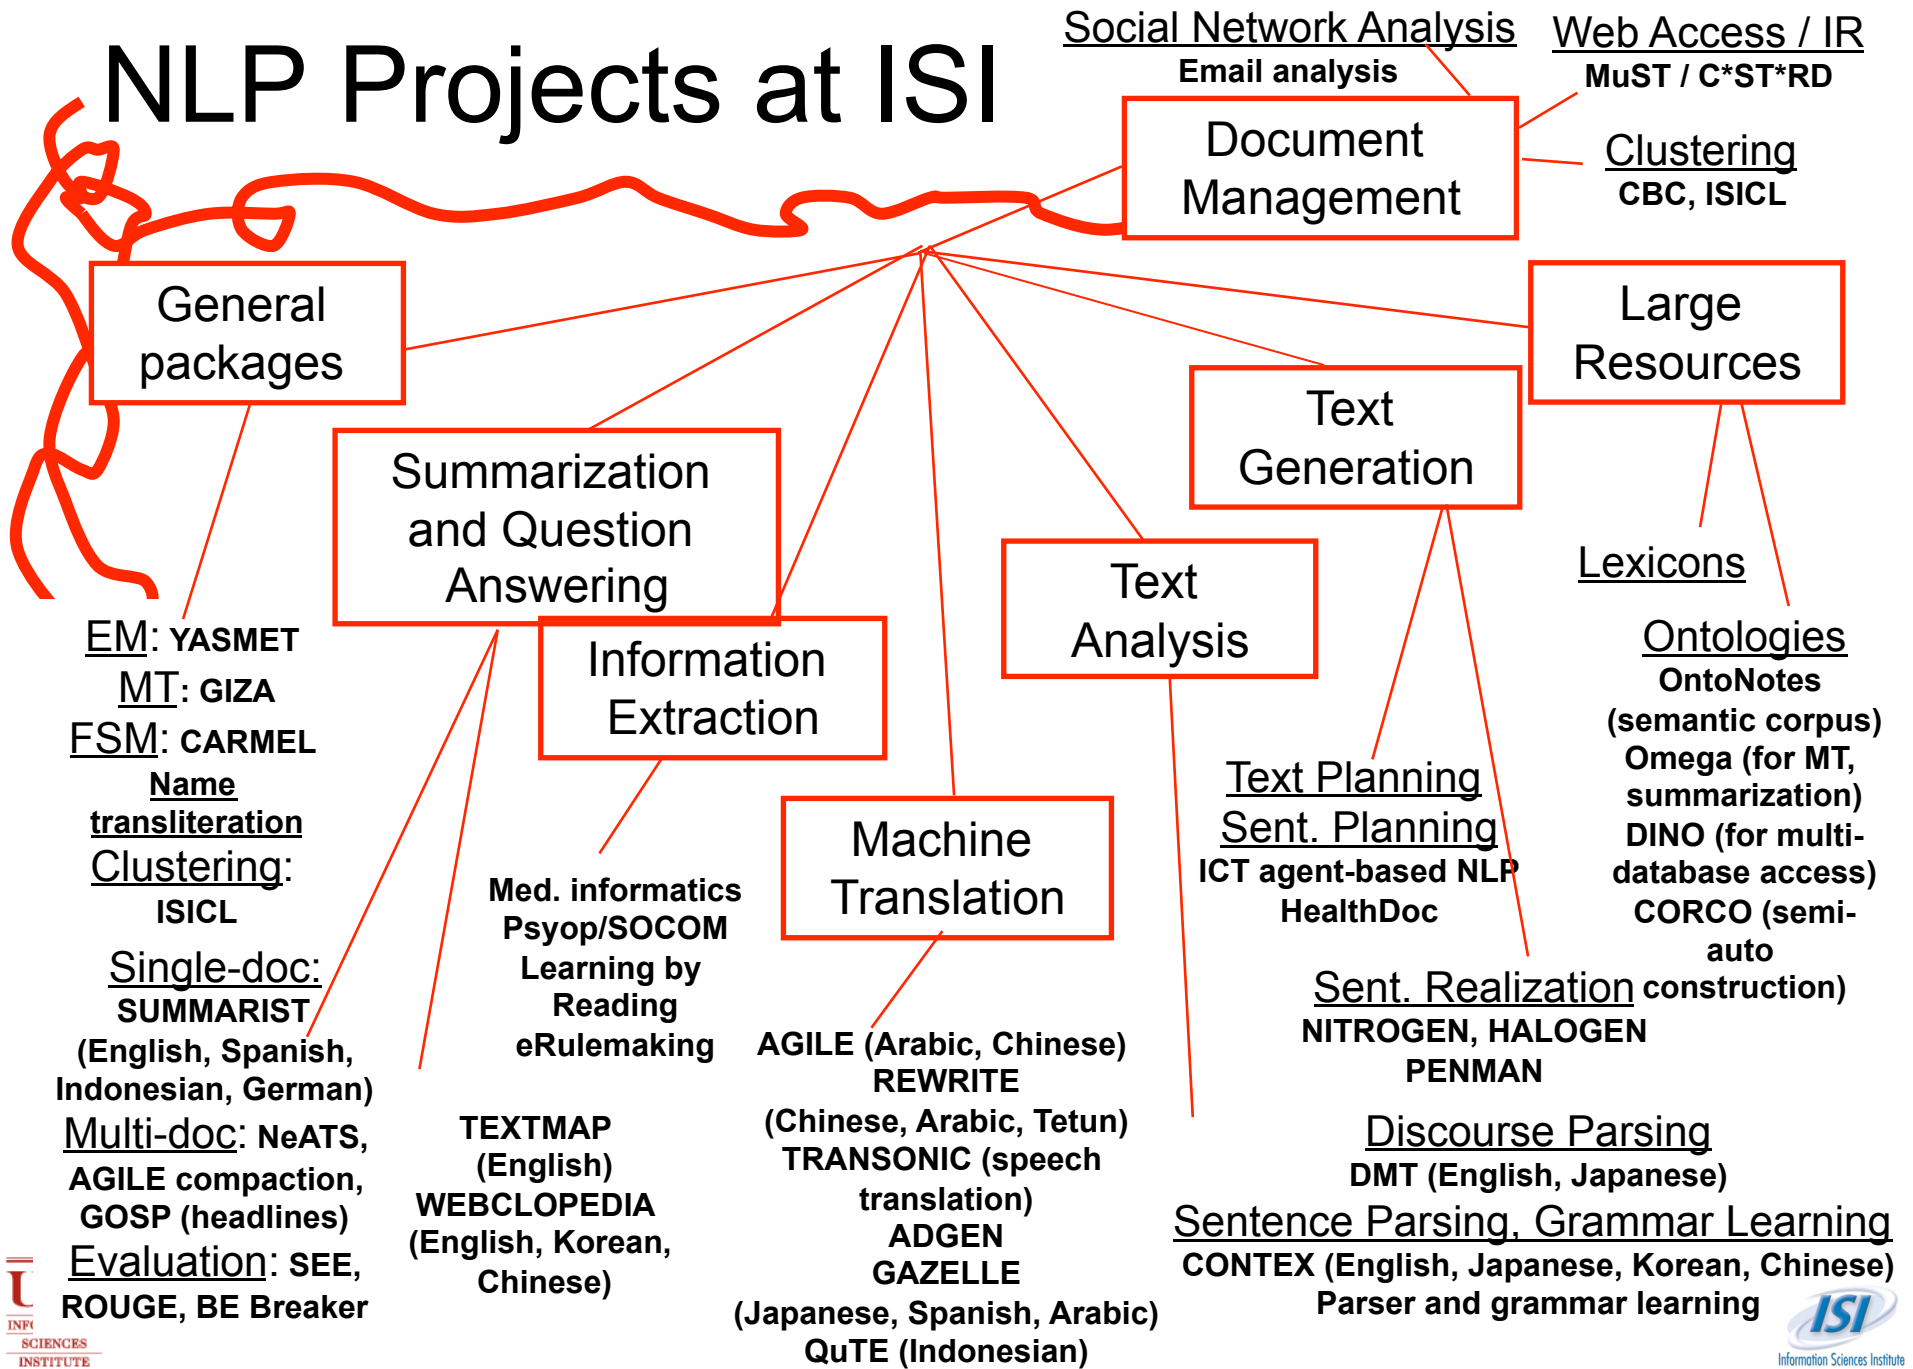 NLP Projects at ISI
Social Network Analysis
Email analysis
Web Access / IR
MuST / C*ST*RD
Document
Management
Clustering
CBC, ISICL
General
packages
Large
Resources
Text
Generation
Summarization
and Question
Answering
Text
Analysis
Information
Extraction
Machine
Translation
EM: YASMET
MT: GIZA
FSM: CARMEL
Name
transliteration
Clustering:
ISICL
Single-doc:
SUMMARIST
(English, Spanish,
Indonesian, German)
Multi-doc: NeATS,
AGILE compaction,
GOSP (headlines)
Evaluation: SEE,
ROUGE, BE Breaker
TEXTMAP
(English)
WEBCLOPEDIA
(English, Korean,
Chinese)
Med. informatics
Psyop/SOCOM
Learning by
Reading
eRulemaking
AGILE (Arabic, Chinese)
REWRITE
(Chinese, Arabic, Tetun)
TRANSONIC (speech
translation)
ADGEN
GAZELLE
(Japanese, Spanish, Arabic)
QuTE (Indonesian)
Text Planning
Sent. Planning
ICT agent-based NLP
HealthDoc
Sent. Realization
NITROGEN, HALOGEN
PENMAN
Lexicons
Ontologies
OntoNotes
(semantic corpus)
Omega (for MT,
summarization)
DINO (for multi-
database access)
CORCO (semi-
auto
construction)
Discourse Parsing
DMT (English, Japanese)
Sentence Parsing, Grammar Learning
CONTEX (English, Japanese, Korean, Chinese)
Parser and grammar learning
SCIENCES
INSTITUTE
ISI
Information Sciences Institute